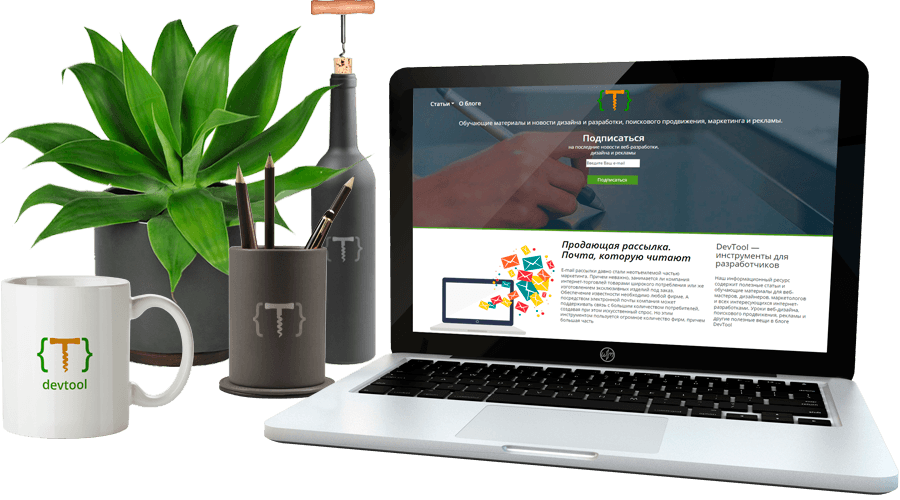 Статьи О блоге
{T}
Обучающие материалы и новости дизайна и разработки, поискового продвижения, маркетинга и рекламы.
Подписаться
на последние новости веб-разработки,
дизайна и рекламы
Введите Ваш e-mail
Подписаться
Продающая рассылка.
Почта, которую читают
E-mail рассылки давно стали неотъемлемой частью
маркетинга. Причем неважно, занимается ли компания
интернет-торговлей товарами широкого потребления или же
изготовлением эксклюзивных изделий под заказ.
Обеспечение известности необходимо любой фирме. А
посредством электронной почты компания может
поддерживать связь с большим количеством потребителей,
создавая при этом искусственный спрос. Но этим
инструментом пользуется огромное количество фирм, причем
большая часть
DevTool —
инструменты для
разработчиков
Наш информационный ресурс
содержит полезные статьи и
обучающие материалы для веб-
мастеров, дизайнеров, маркетологов
и всех интересующихся интернет-
разработками. Уроки веб-дизайна,
поискового продвижения, рекламы и
другие полезные вещи в блоге
DevTool
{T}
{T}
{T}
devtool